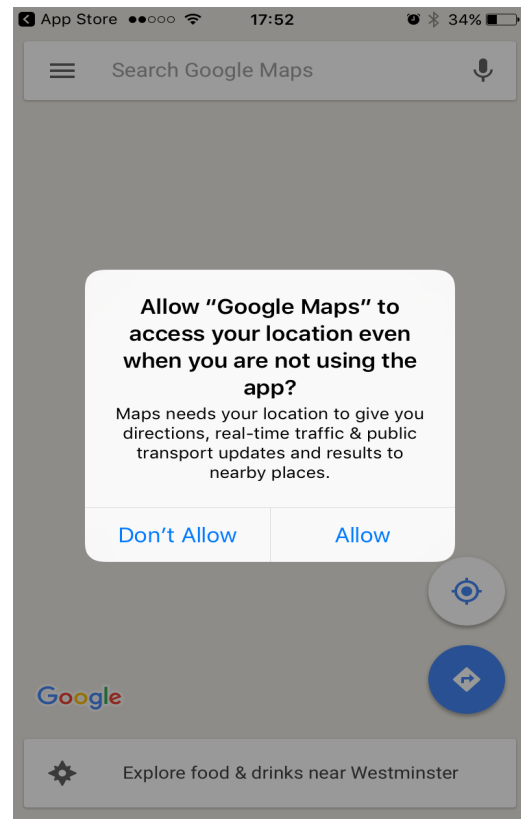 App Store 17:52 34%
Search Google Maps
Allow “Google Maps” to
access your location even
when you are not using the
app?
Maps needs your location to give you
directions, real-time traffic & public
transport updates and results to
nearby places.
Don’t Allow Allow
Google
Explore food & drinks near Westminster